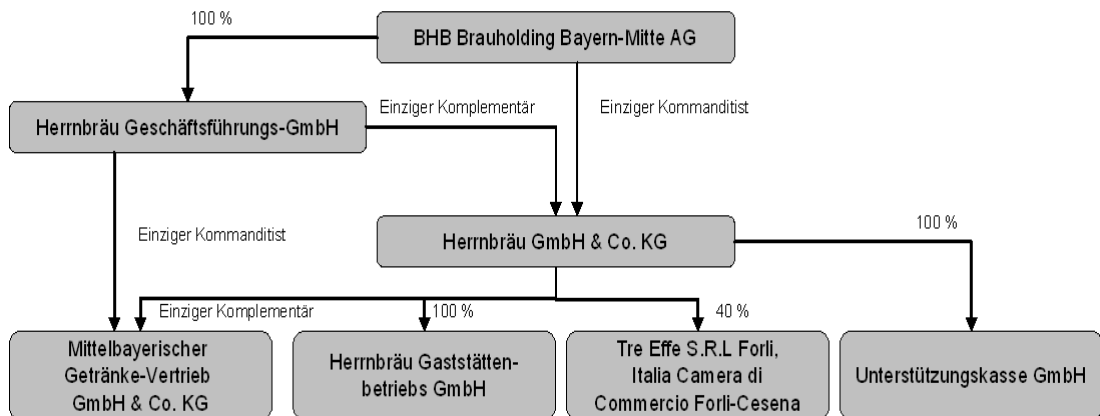 100 %
BHB Brauholding Bayern-Mitte AG
Einziger Komplementär
Einziger Kommanditist
Herrnbräu Geschäftsführungs-GmbH
Einziger Kommanditist
Herrnbräu GmbH & Co. KG
100 %
Einziger Komplementär
100 %
40 %
Mittelbayerischer
Getränke-Vertrieb
GmbH & Co. KG
Herrnbräu Gaststätten-
betriebs GmbH
Tre Effe S.R.L Forli,
Italia Camera di
Commercio Forli-Cesena
Unterstützungskasse GmbH